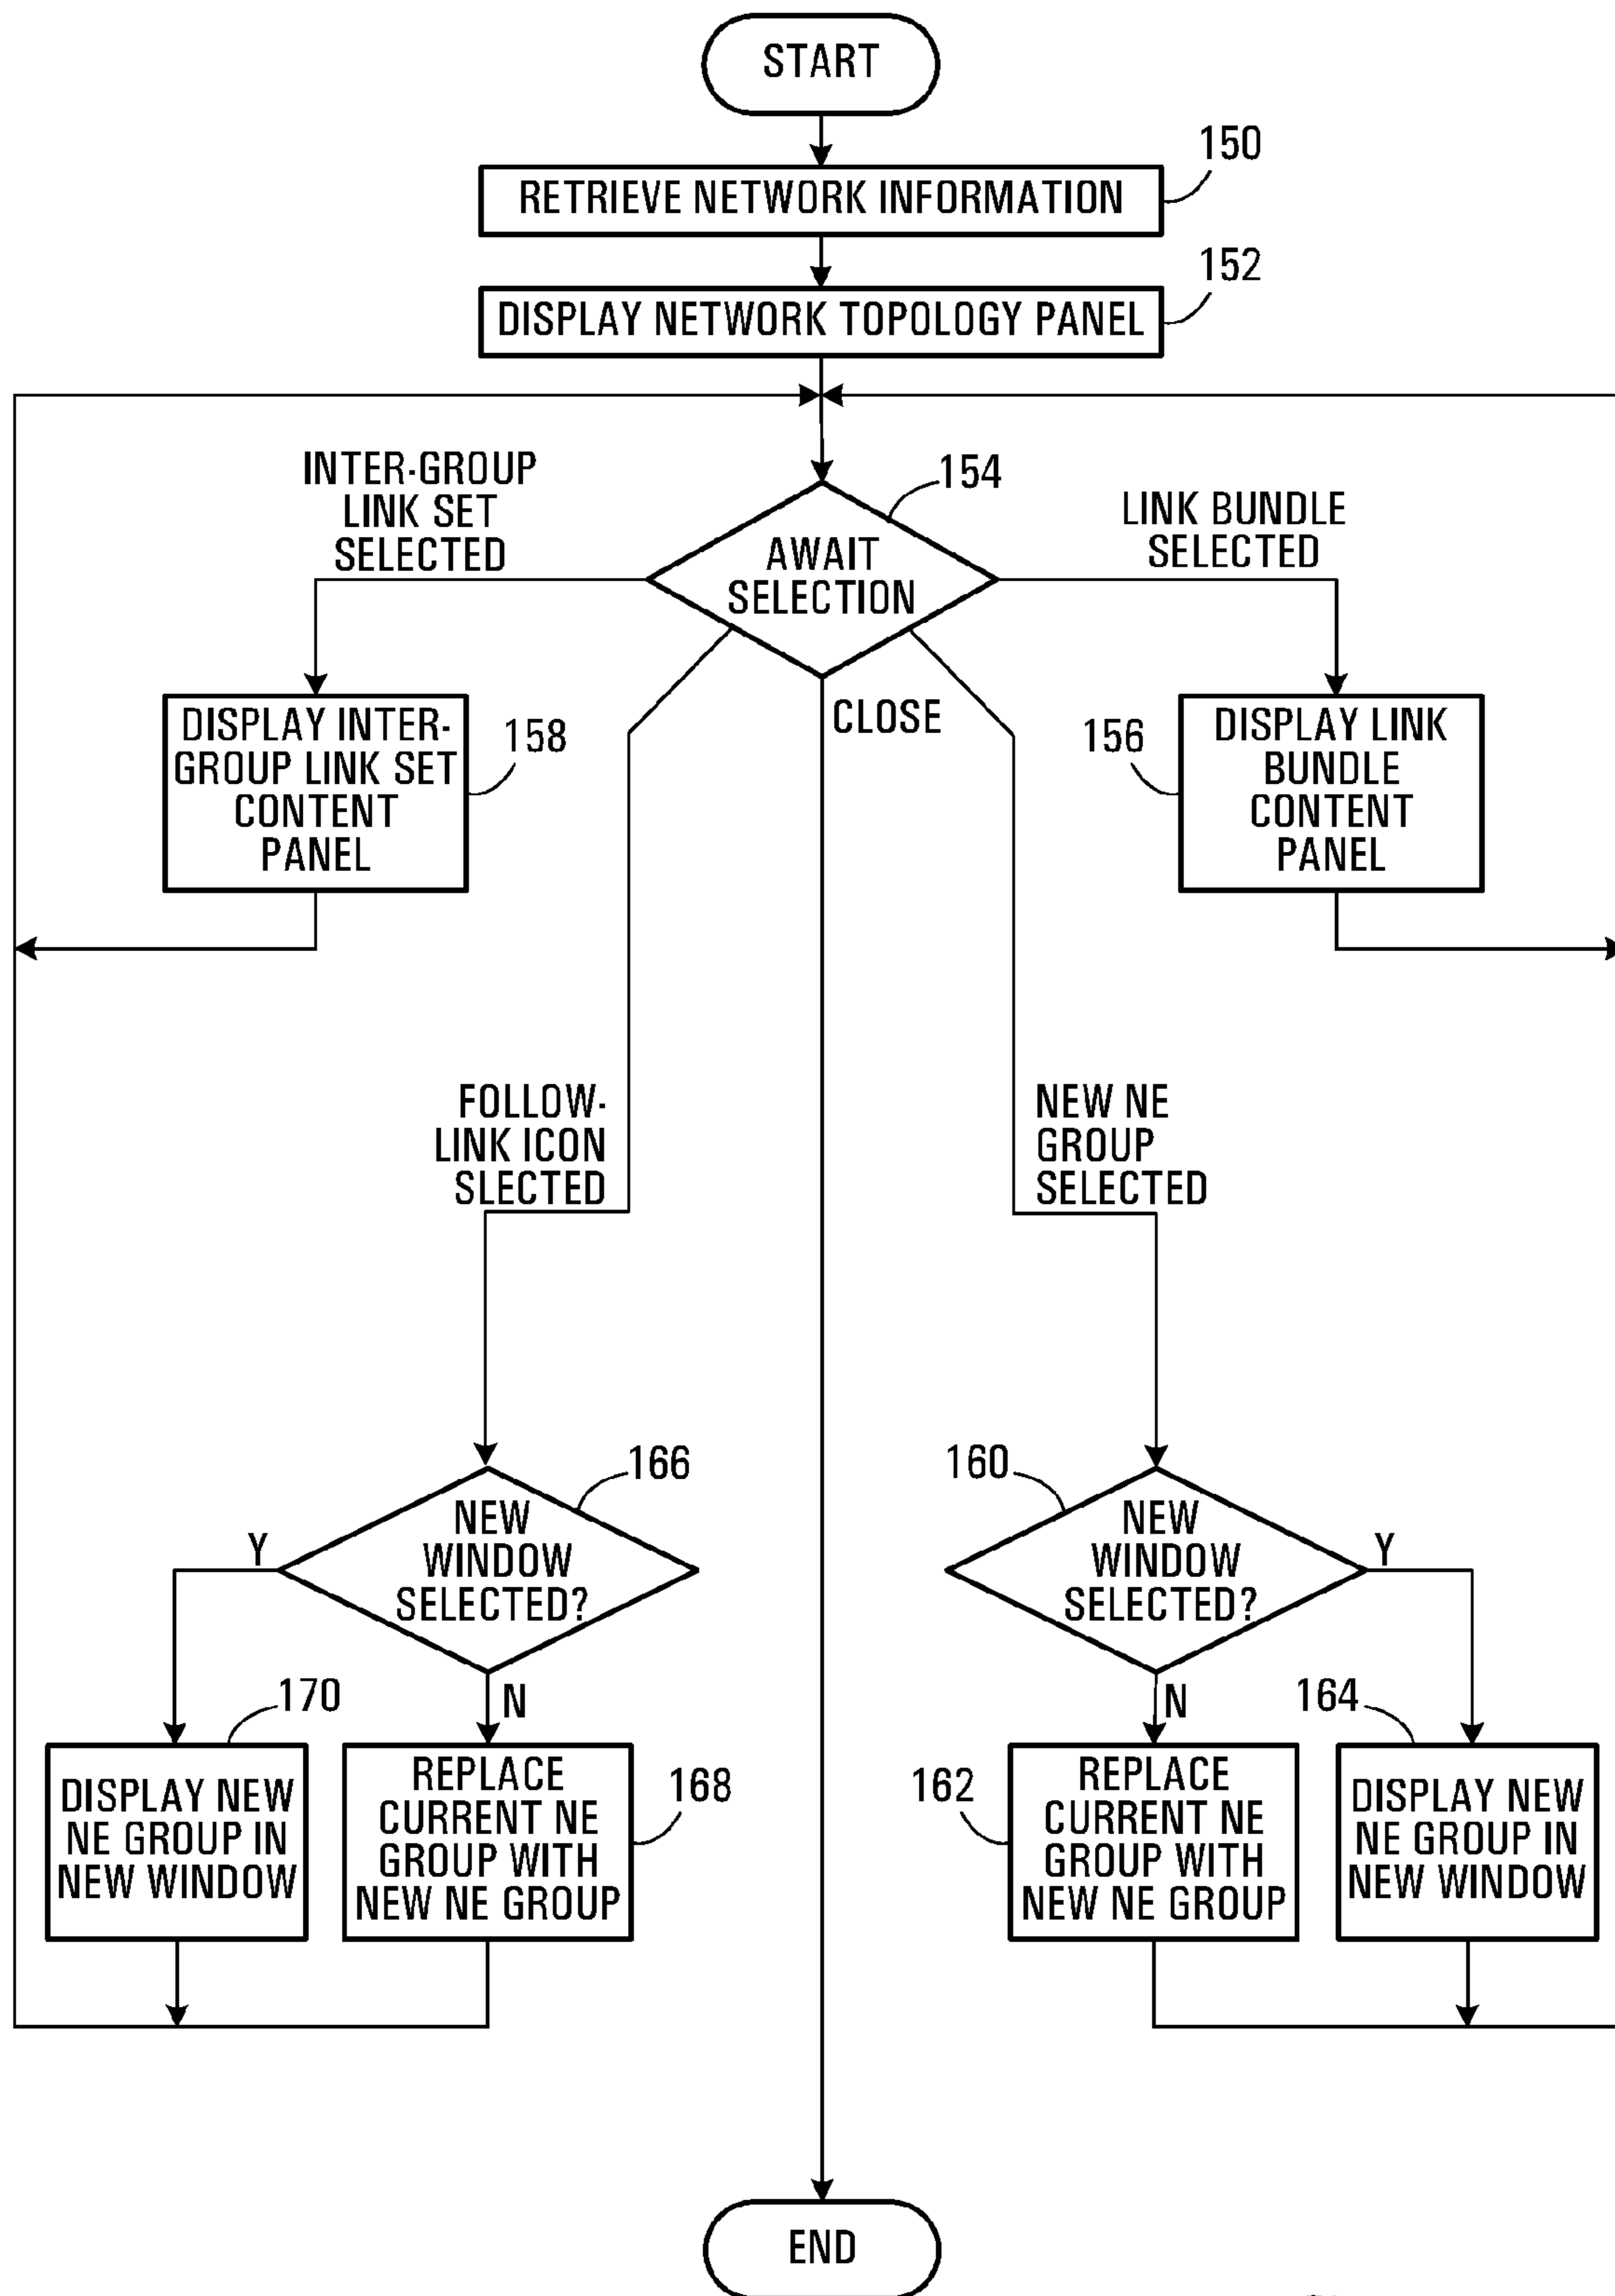 START
150
RETRIEVE NETWORK INFORMATION
152
DISPLAY NETWORK TOPOLOGY PANEL
INTER-GROUP
LINK SET
SELECTED
154
LINK BUNDLE
SELECTED
AWAIT
SELECTION
CLOSE
DISPLAY INTER-
GROUP LINK SET
CONTENT
PANEL
158
156
DISPLAY LINK
BUNDLE
CONTENT
PANEL
FOLLOW-
LINK ICON
SLECTED
NEW NE
GROUP
SELECTED
166
NEW
WINDOW
SELECTED?
Y
N
160
NEW
WINDOW
SELECTED?
Y
N
170
DISPLAY NEW
NE GROUP IN
NEW WINDOW
REPLACE
CURRENT NE
GROUP WITH
NEW NE GROUP
168
162
REPLACE
CURRENT NE
GROUP WITH
NEW NE GROUP
164
DISPLAY NEW
NE GROUP IN
NEW WINDOW
END